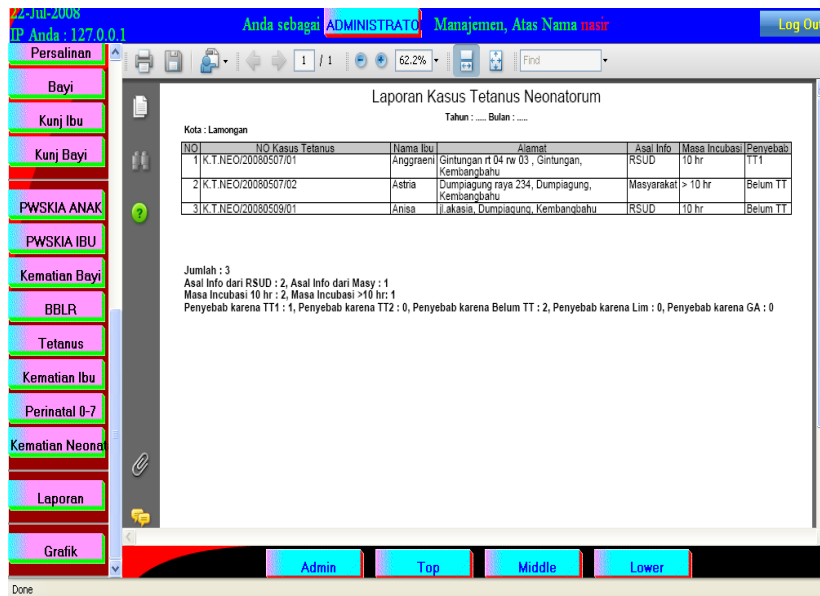 22-Jul-2008
IP Anda : 127.0.0.1
Anda sebagai ADMINISTRATO Manajemen, Atas Nama nasir
Log Ou
Persalinan
Bayi
Kunj Ibu
Kunj Bayi
PWSKIA ANAK
PWSKIA IBU
Kematian Bayi
BBLR
Tetanus
Kematian Ibu
Perinatal 0-7
Kematian Neonat
Laporan
Grafik
1 / 1 62.2% Find
Laporan Kasus Tetanus Neonatorum
Tahun : ..... Bulan : .....
Kota : Lamongan
NO NO Kasus Tetanus Nama Ibu Alamat Asal Info Masa Incubasi Penyebab
1 K.T.NEO/20080507/01 Anggraeni Gintungan rt 04 rw 03 , Gintungan, RSUD 10 hr TT1
Kembangbahu
2 K.T.NEO/20080507/02 Astria Dumpiagung raya 234, Dumpiagung, Masyarakat > 10 hr Belum TT
Kembangbahu
3 K.T.NEO/20080509/01 Anisa jl.akasia, Dumpiagung, Kembangbahu RSUD 10 hr Belum TT
Jumlah : 3
Asal Info dari RSUD : 2, Asal Info dari Masy : 1
Masa Incubasi 10 hr : 2, Masa Incubasi >10 hr: 1
Penyebab karena TT1 : 1, Penyebab karena TT2 : 0, Penyebab karena Belum TT : 2, Penyebab karena Lim : 0, Penyebab karena GA : 0
Admin Top Middle Lower
Done